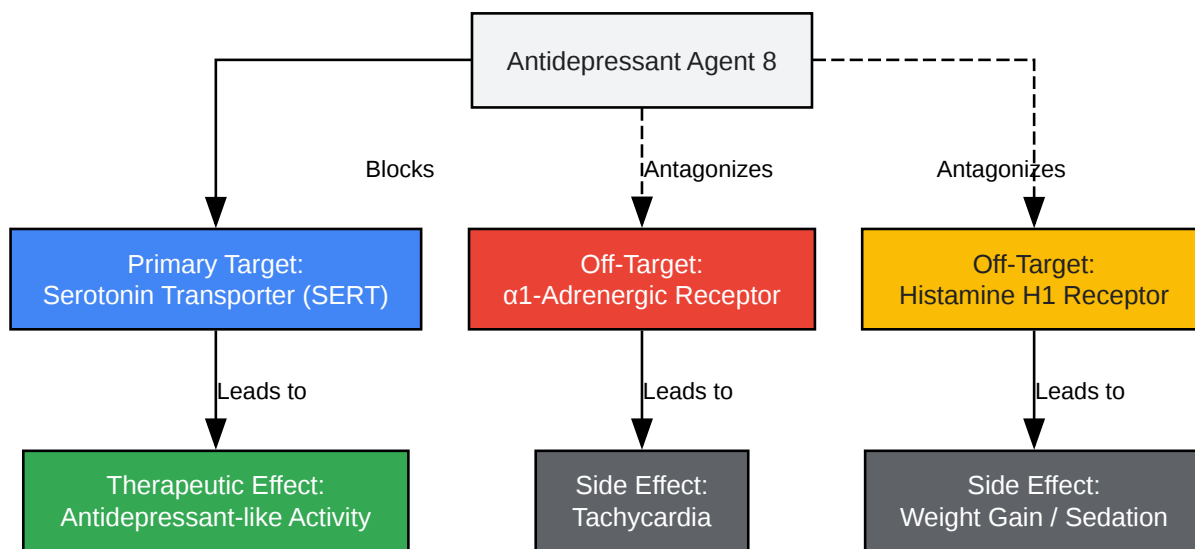 Antidepressant Agent 8
Blocks
Antagonizes
Antagonizes
Primary Target:
Serotonin Transporter (SERT)
Off-Target:
α1-Adrenergic Receptor
Off-Target:
Histamine H1 Receptor
Leads to
Leads to
Leads to
Therapeutic Effect:
Antidepressant-like Activity
Side Effect:
Tachycardia
Side Effect:
Weight Gain / Sedation